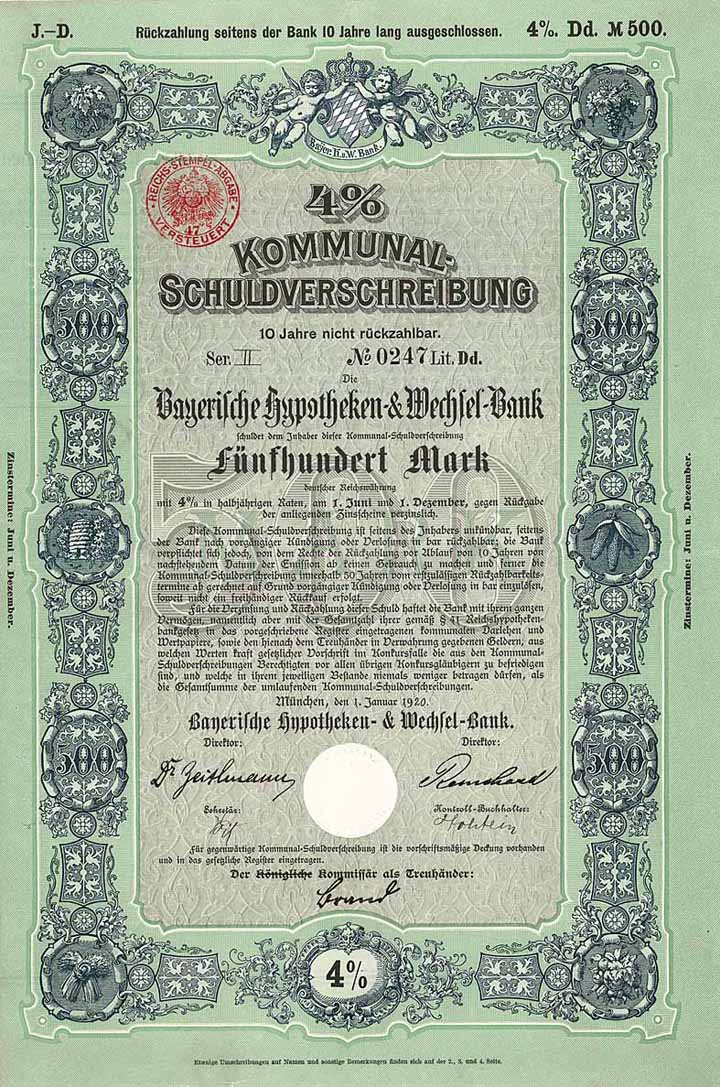 J.–D.
Rückzahlung seitens der Bank 10 Jahre lang ausgeschlossen.
4%. Dd. M 500.
Bayer. H. u. W. Bank.
REICHS-STEMPEL-ABGABE
47
VERSTEUERT
4%
KOMMUNAL-
SCHULDVERSCHREIBUNG
10 Jahre nicht rückzahlbar.
Ser. II № 0247 Lit. Dd.
Die
Bayerische Hypotheken-&Wechsel-Bank
schuldet dem Inhaber dieser Kommunal-Schuldverschreibung
Fünfhundert Mark
deutscher Reichswährung
mit 4% in halbjährigen Raten, am 1. Juni und 1. Dezember, gegen Rückgabe
der anliegenden Zinsscheine verzinslich.
Diese Kommunal-Schuldverschreibung ist seitens des Inhabers unkündbar, seitens
der Bank nach vorgängiger Kündigung oder Verlosung in bar rückzahlbar; die Bank
verpflichtet sich jedoch, von dem Rechte der Rückzahlung vor Ablauf von 10 Jahren von
nachstehendem Datum der Emission ab keinen Gebrauch zu machen und ferner die
Kommunal-Schuldverschreibung innerhalb 50 Jahren vom erstzulässigen Rückzahlbarkeits-
termine ab gerechnet auf Grund vorgängiger Kündigung oder Verlosung in bar einzulösen,
soweit nicht ein freihändiger Rückkauf erfolgt.
Für die Verzinsung und Rückzahlung dieser Schuld haftet die Bank mit ihrem ganzen
Vermögen, namentlich aber mit der Gesamtzahl ihrer gemäß § 41 Reichshypotheken-
bankgesetz in das vorgeschriebene Register eingetragenen kommunalen Darlehen und
Wertpapiere, sowie den hienach dem Treuhänder in Verwahrung gegebenen Geldern, aus
welchen Werten kraft gesetzlicher Vorschrift im Konkursfalle die aus den Kommunal-
Schuldverschreibungen Berechtigten vor allen übrigen Konkursgläubigern zu befriedigen
sind, und welche in ihrem jeweiligen Bestande niemals weniger betragen dürfen, als
die Gesamtsumme der umlaufenden Kommunal-Schuldverschreibungen.
München, den 1. Januar 1920.
Bayerische Hypotheken- & Wechsel-Bank.
Direktor: Direktor:
Dr. Zeitlmann
Sekretär: Kontroll-Buchhalter:
Für gegenwärtige Kommunal-Schuldverschreibung ist die vorschriftsmäßige Deckung vorhanden
und in das gesetzliche Register eingetragen.
Der Königliche Kommissär als Treuhänder:
Brand
500
500
500
500
500
4%
Zinstermine: Juni u. Dezember.
Zinstermine: Juni u. Dezember.
Etwaige Umschreibungen auf Namen und sonstige Bemerkungen finden sich auf der 2., 3. und 4. Seite.